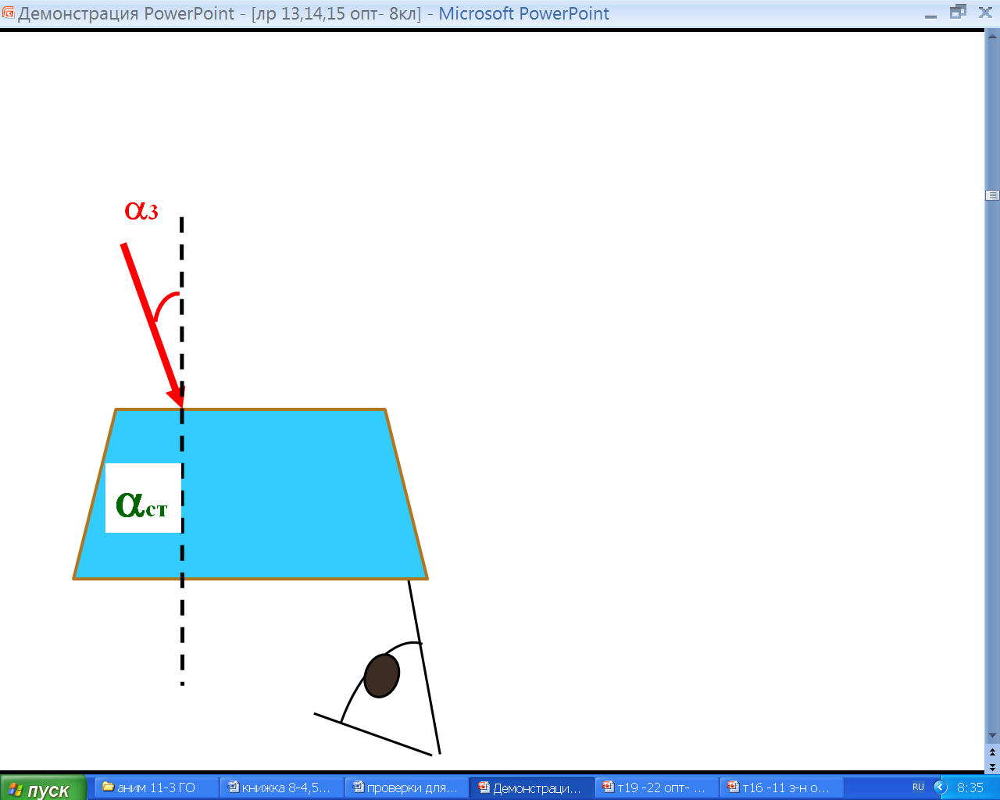 Демонстрация PowerPoint - [лр 13,14,15 опт- 8кл] - Microsoft PowerPoint
α3
αст
пуск
аним 11-3 ГО
книжка 8-4,5...
проверки для...
Демонстраци...
т19 -22 опт- ...
т16 -11 з-н о...
RU
8:35